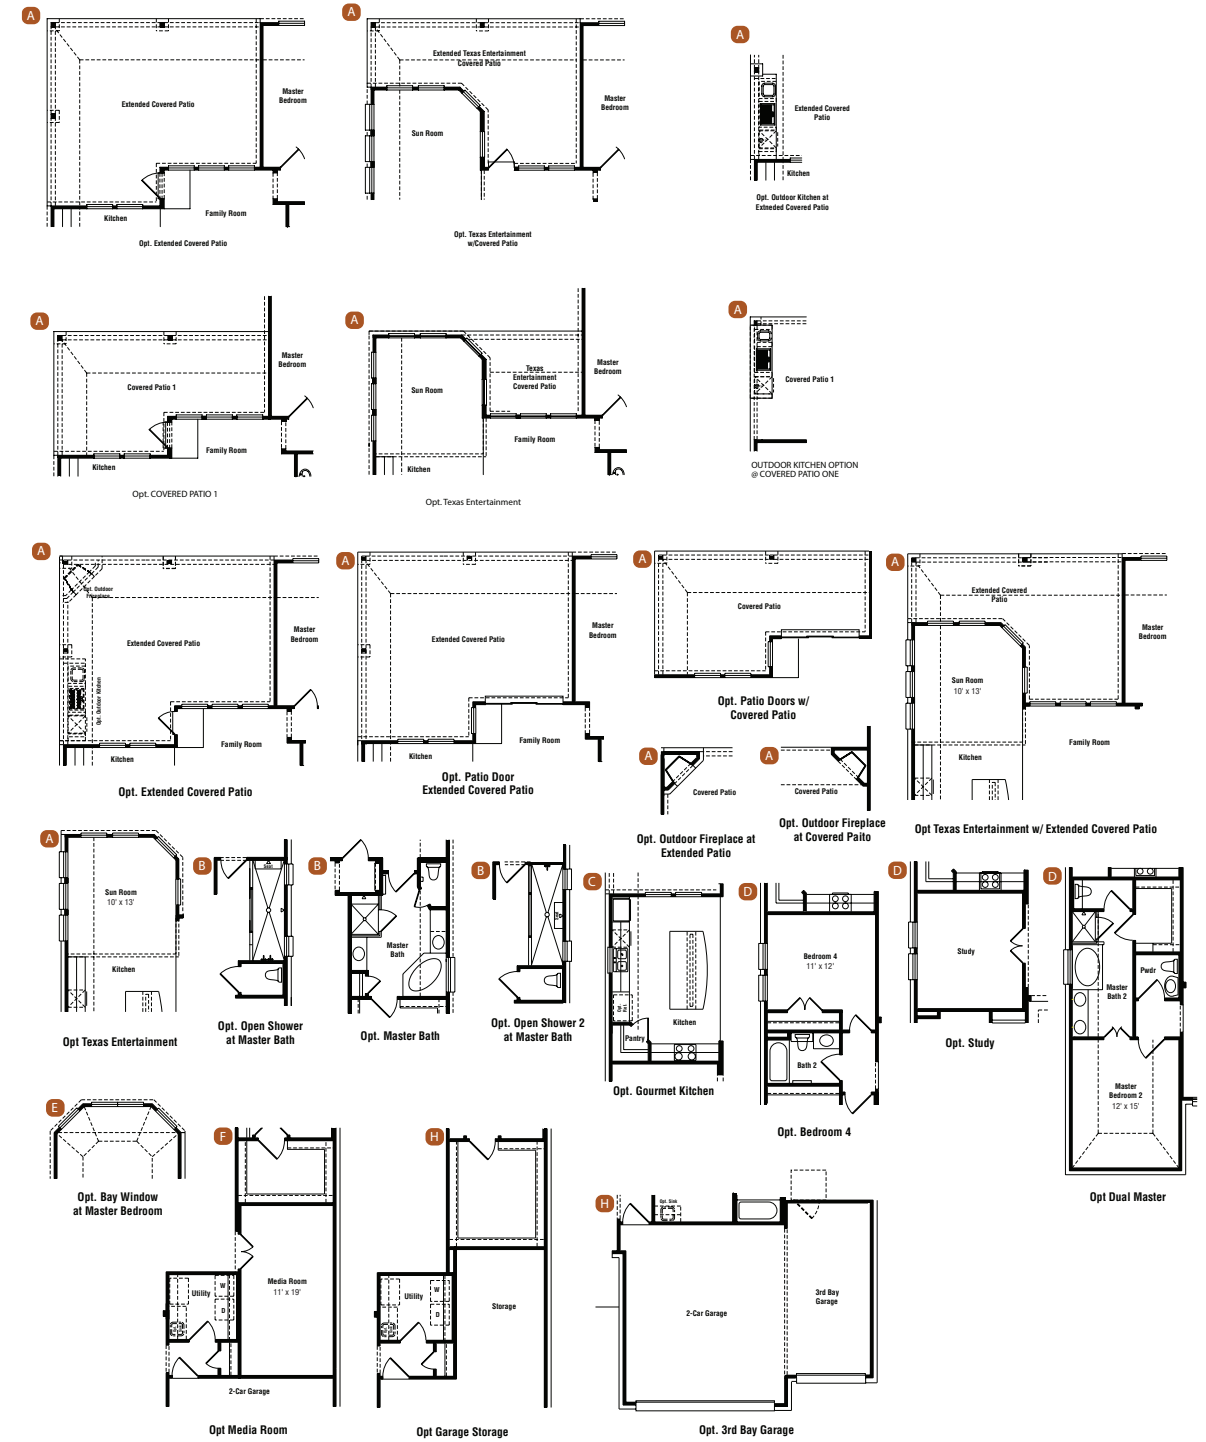 A
Extended Covered Patio
Master
Bedroom
Kitchen
Family Room
Opt. Extended Covered Patio
A
Extended Texas Entertainment
Covered Patio
Sun Room
Master
Bedroom
Opt. Texas Entertainment
w/Covered Patio
A
Extended Covered
Patio
Kitchen
Opt. Outdoor Kitchen at
Extneded Covered Patio
A
Covered Patio 1
Master
Bedroom
Kitchen
Family Room
Opt. COVERED PATIO 1
A
Sun Room
Texas
Entertainment
Covered Patio
Master
Bedroom
Family Room
Kitchen
Opt. Texas Entertainment
A
Covered Patio 1
OUTDOOR KITCHEN OPTION
@ COVERED PATIO ONE
A
Opt. Outdoor
Fireplace
Extended Covered Patio
Opt. Outdoor Kitchen
Master
Bedroom
Kitchen
Family Room
Opt. Extended Covered Patio
A
Extended Covered Patio
Master
Bedroom
Kitchen
Family Room
Opt. Patio Door
Extended Covered Patio
A
Covered Patio
Opt. Patio Doors w/
Covered Patio
A
Covered Patio
Opt. Outdoor Fireplace at
Extended Patio
A
Covered Patio
Opt. Outdoor Fireplace
at Covered Paito
A
Extended Covered
Patio
Sun Room
10' x 13'
Master
Bedroom
Kitchen
Family Room
Opt Texas Entertainment w/ Extended Covered Patio
A
Sun Room
10' x 13'
Kitchen
Opt Texas Entertainment
B
Seat
Opt. Open Shower
at Master Bath
B
Master
Bath
Opt. Master Bath
B
Seat
Opt. Open Shower 2
at Master Bath
C
Opt. Ref.
Kitchen
Pantry
Opt. Gourmet Kitchen
D
Bedroom 4
11' x 12'
Bath 2
Opt. Bedroom 4
D
Study
Opt. Study
D
Pwdr
Master
Bath 2
Master
Bedroom 2
12' x 15'
Opt Dual Master
E
Opt. Bay Window
at Master Bedroom
F
Media Room
11' x 19'
Utility
W
D
2-Car Garage
Opt Media Room
H
Utility
W
D
Storage
Opt Garage Storage
H
Opt. Sink
2-Car Garage
3rd Bay
Garage
Opt. 3rd Bay Garage